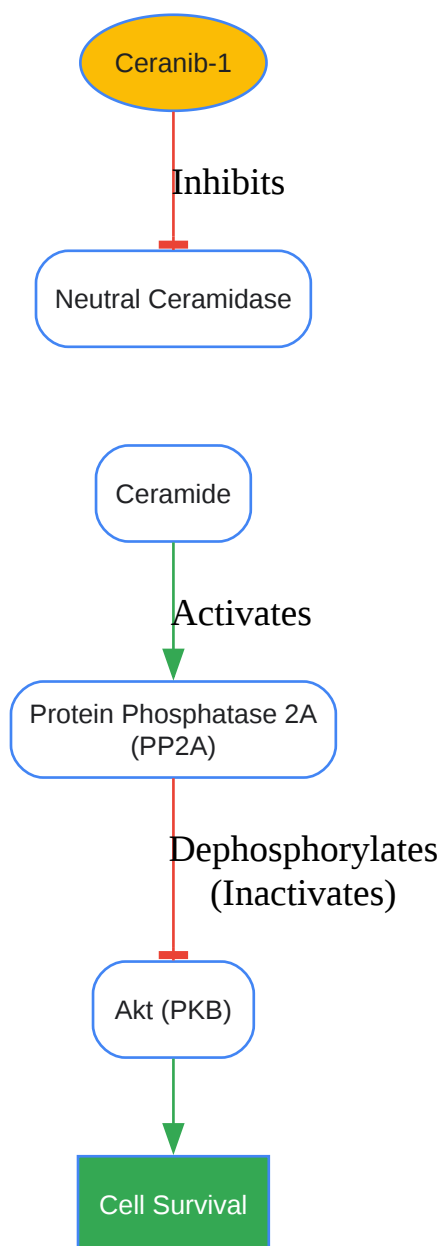 Ceranib-1
Inhibits
Neutral Ceramidase
Ceramide
Activates
Protein Phosphatase 2A
(PP2A)
Dephosphorylates
(Inactivates)
Akt (PKB)
Cell Survival